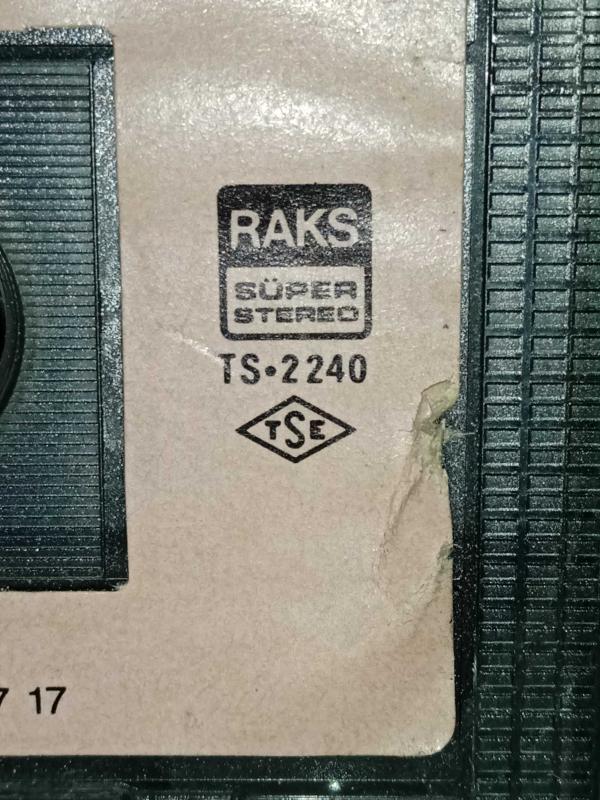 RAKS
SÜPER
STEREO
TS•2240
TSE
7 17